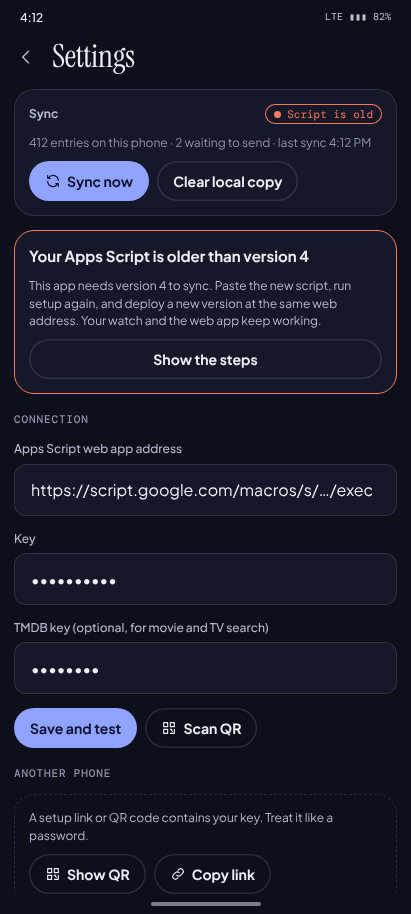 4:12
LTE 82%
Settings
Sync
Script is old
412 entries on this phone · 2 waiting to send · last sync 4:12 PM
Sync now
Clear local copy
Your Apps Script is older than version 4
This app needs version 4 to sync. Paste the new script, run
setup again, and deploy a new version at the same web
address. Your watch and the web app keep working.
Show the steps
CONNECTION
Apps Script web app address
https://script.google.com/macros/s/…/exec
Key
••••••••••
TMDB key (optional, for movie and TV search)
••••••••
Save and test
Scan QR
ANOTHER PHONE
A setup link or QR code contains your key. Treat it like a
password.
Show QR
Copy link